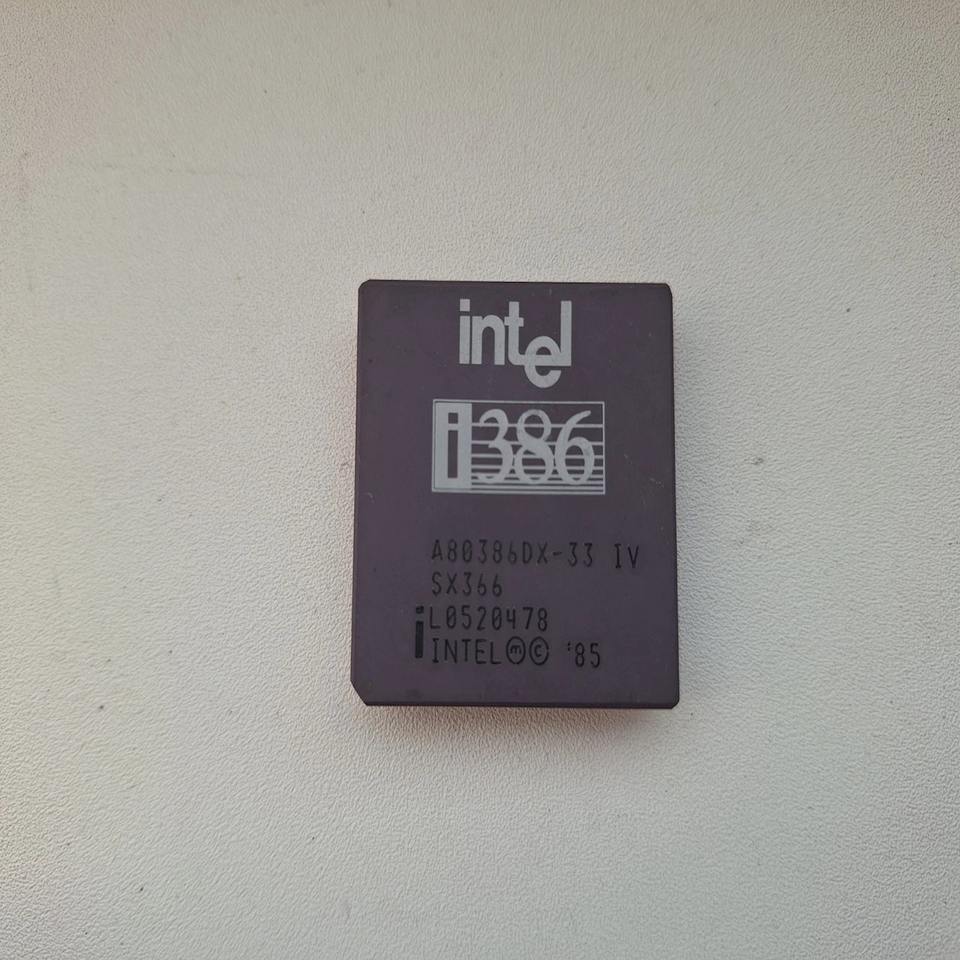 intel
i386
A80386DX-33 IV
SX366
L0520478
INTEL Ⓜ © '85